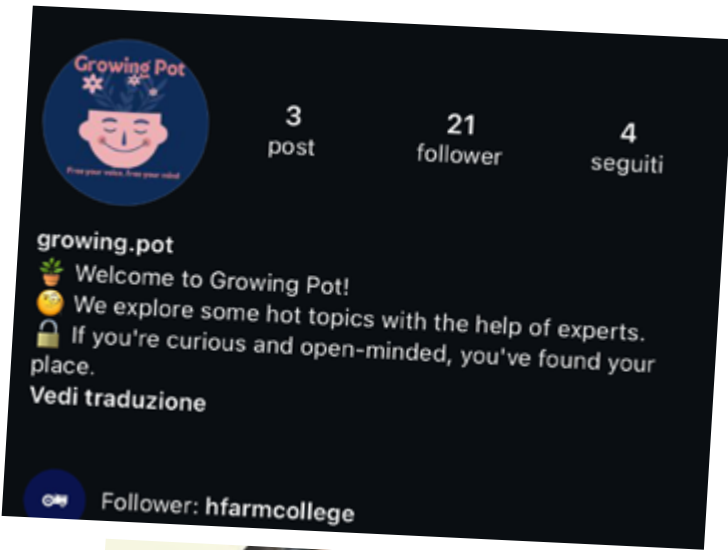 Growing Pot
Free your voice, free your mind
3 21 4
post follower seguiti
growing.pot
🪴 Welcome to Growing Pot!
🧐 We explore some hot topics with the help of experts.
🔒 If you're curious and open-minded, you've found your
place.
Vedi traduzione
Follower: hfarmcollege